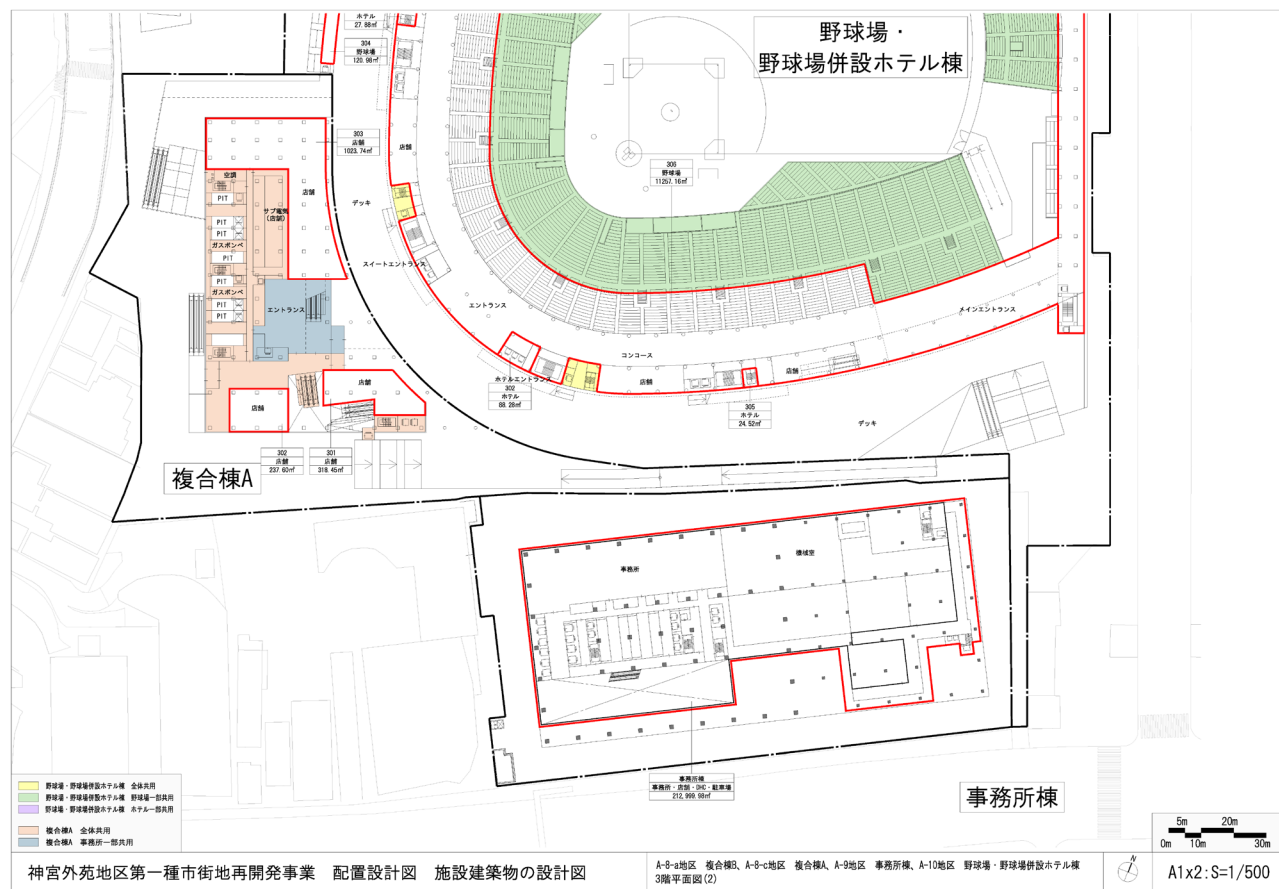 ホテル
27.88㎡
304
野球場
120.98㎡
野球場・
野球場併設ホテル棟
303
店舗
1023.74㎡
店舗
306
野球場
11257.16㎡
空調
PIT
店舗
サブ電気
(店舗)
デッキ
PIT
PIT
ガスボンベ
PIT
スイートエントランス
PIT
ガスボンベ
PIT
PIT
エントランス
エントランス
メインエントランス
コンコース
ホテルエントランス
302
ホテル
88.28㎡
店舗
店舗
305
ホテル
24.52㎡
店舗
店舗
デッキ
302
店舗
237.60㎡
301
店舗
318.45㎡
複合棟A
事務所
機械室
事務所棟
事務所・店舗・DHC・駐車場
212,999.98㎡
事務所棟
野球場・野球場併設ホテル棟 全体共用
野球場・野球場併設ホテル棟 野球場一部共用
野球場・野球場併設ホテル棟 ホテル一部共用
複合棟A 全体共用
複合棟A 事務所一部共用
5m 20m
0m 10m 30m
神宮外苑地区第一種市街地再開発事業 配置設計図 施設建築物の設計図
A-8-a地区 複合棟B、A-8-c地区 複合棟A、A-9地区 事務所棟、A-10地区 野球場・野球場併設ホテル棟
3階平面図(2)
N
A1x2:S=1/500